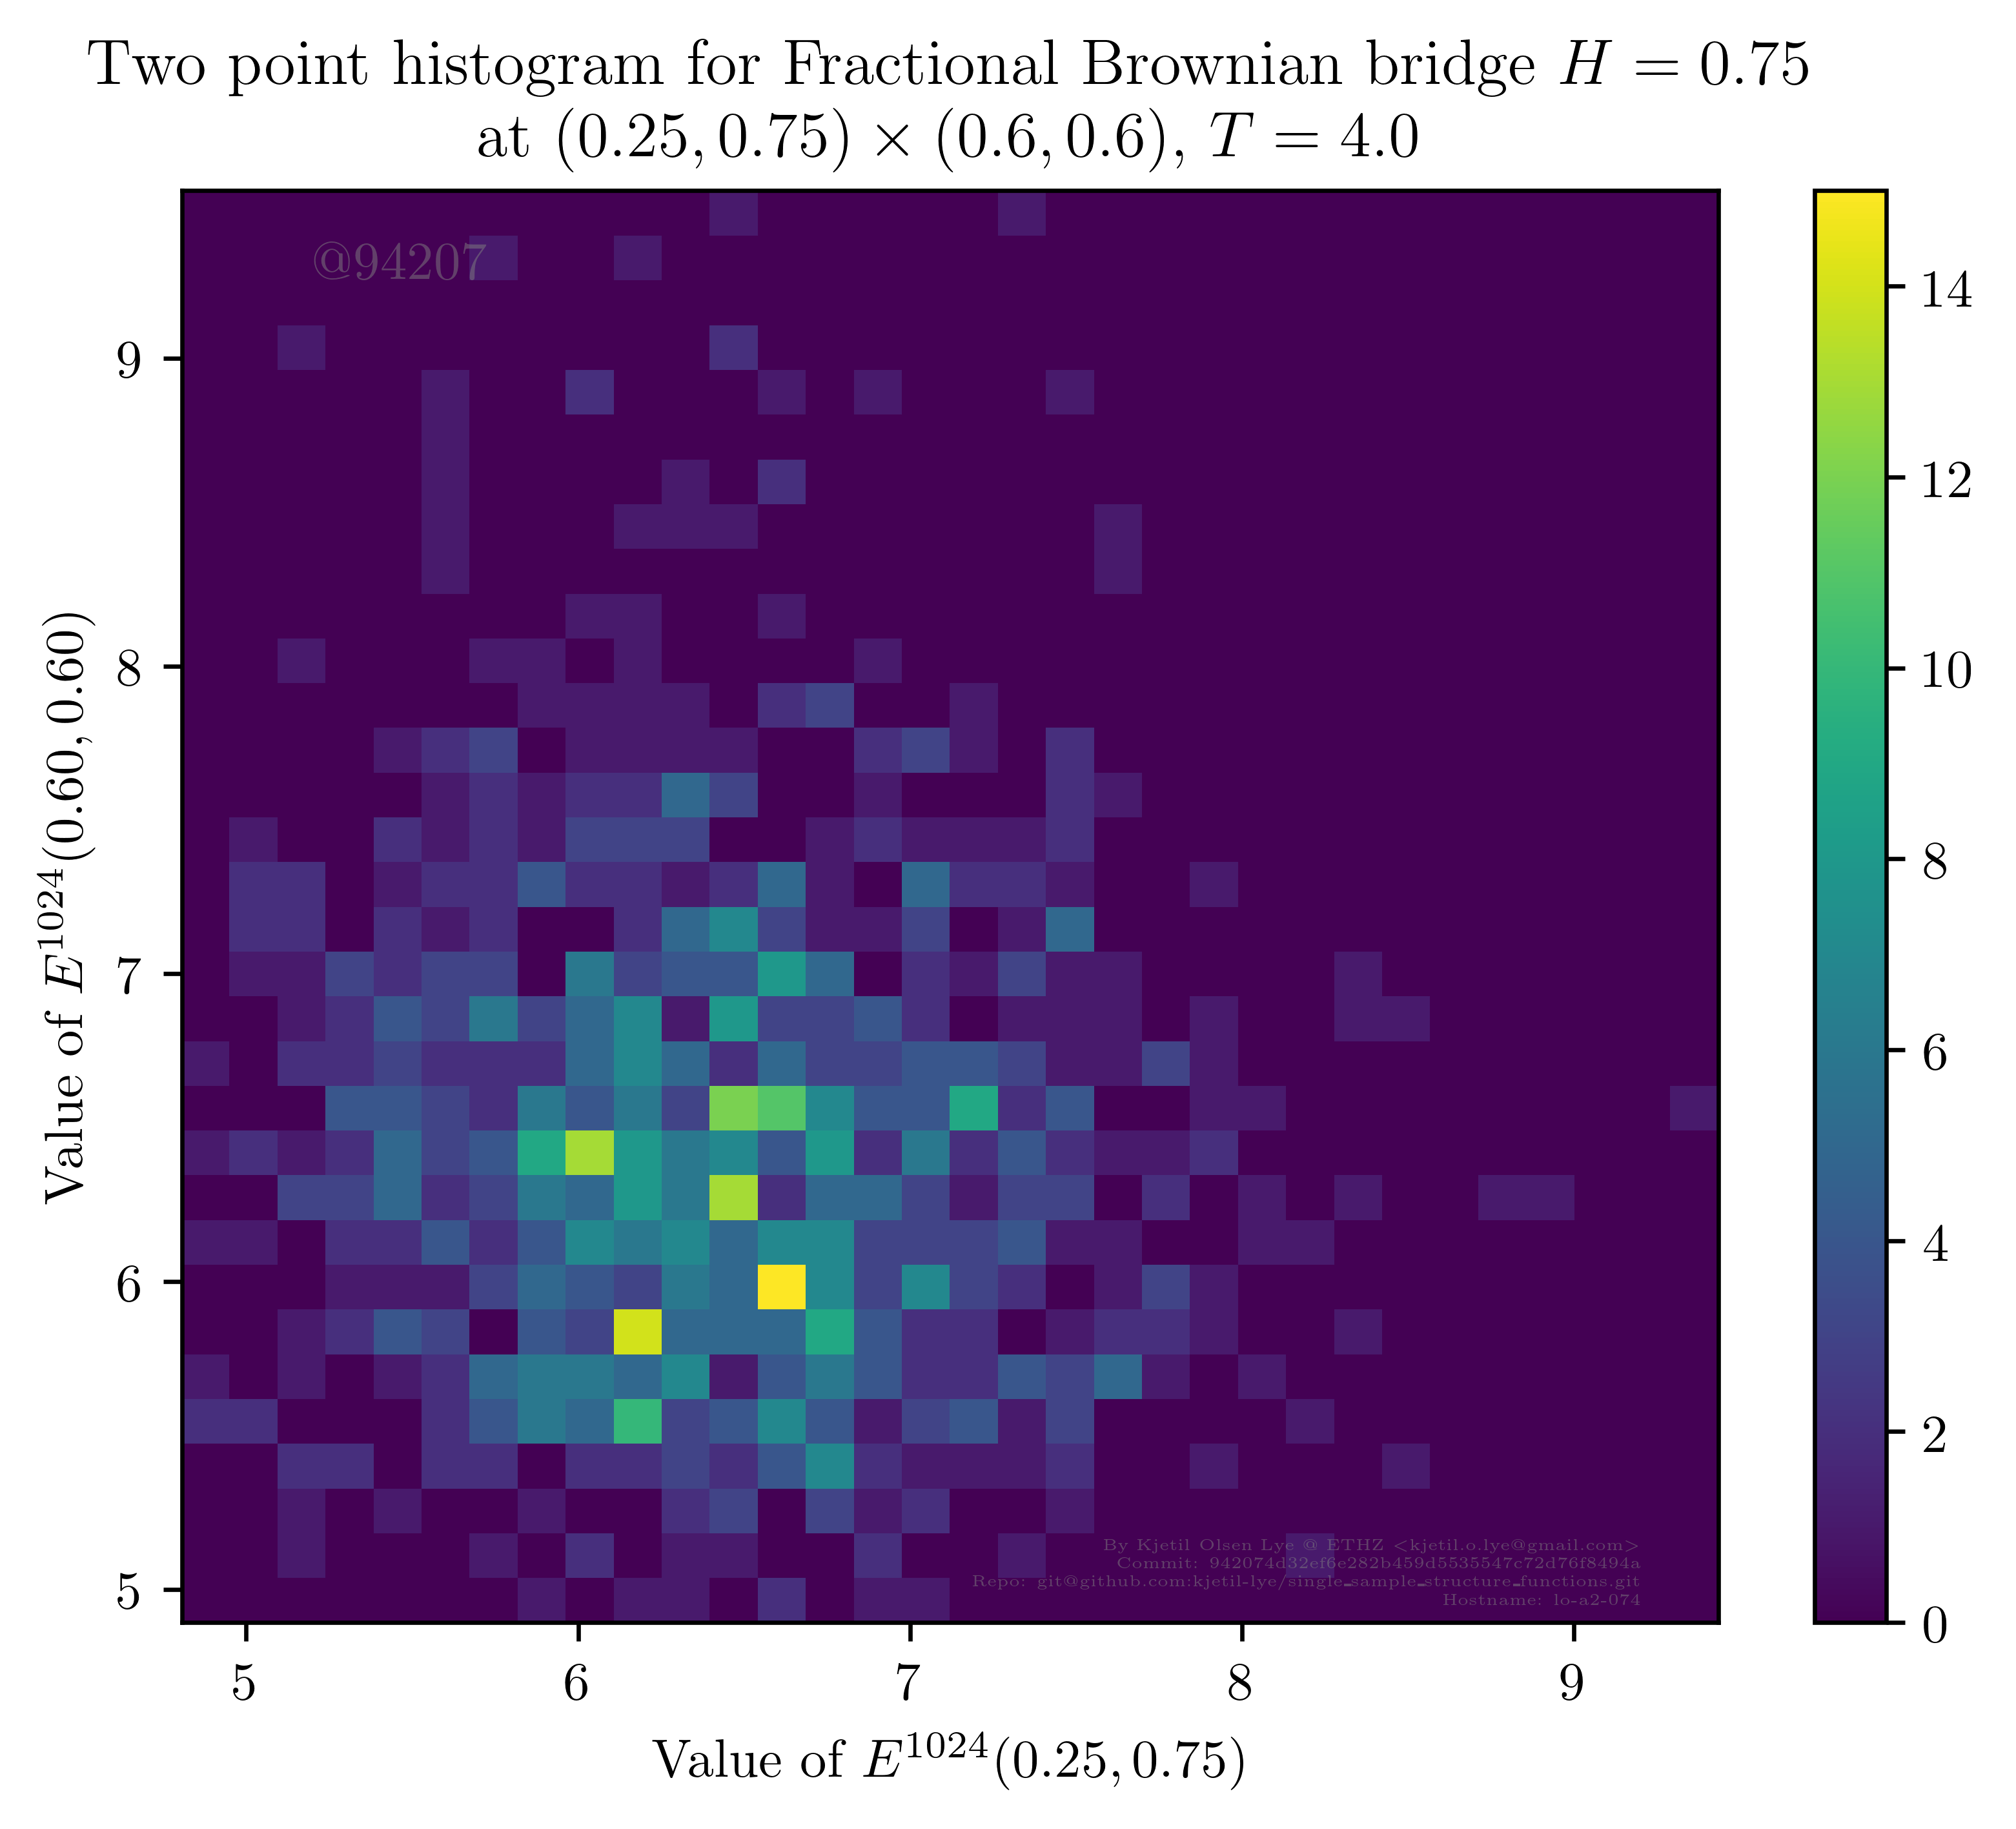 Two point histogram for Fractional Brownian bridge H = 0.75
at (0.25, 0.75) × (0.6, 0.6), T = 4.0
@94207
Value of E^1024(0.60, 0.60)
9
8
7
6
5
5 6 7 8 9
Value of E^1024(0.25, 0.75)
14
12
10
8
6
4
2
0
By Kjetil Olsen Lye @ ETHZ <kjetil.o.lye@gmail.com>
Commit: 942074d32ef6e282b459d5535547c72d76f8494a
Repo: git@github.com:kjetil-lye/single_sample_structure_functions.git
Hostname: lo-a2-074